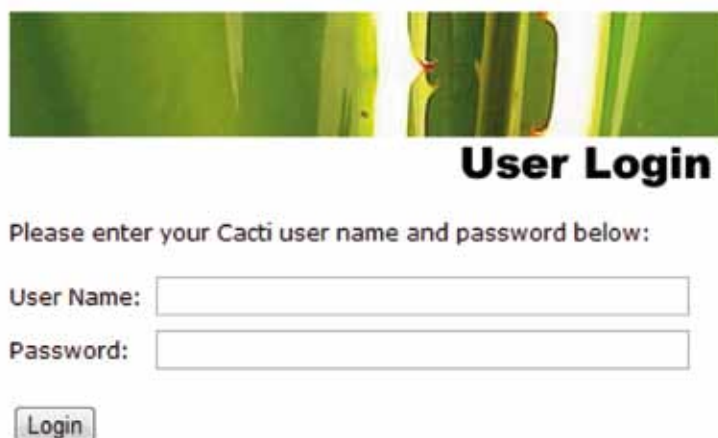 User Login
Please enter your Cacti user name and password below:
User Name:
Password:
Login